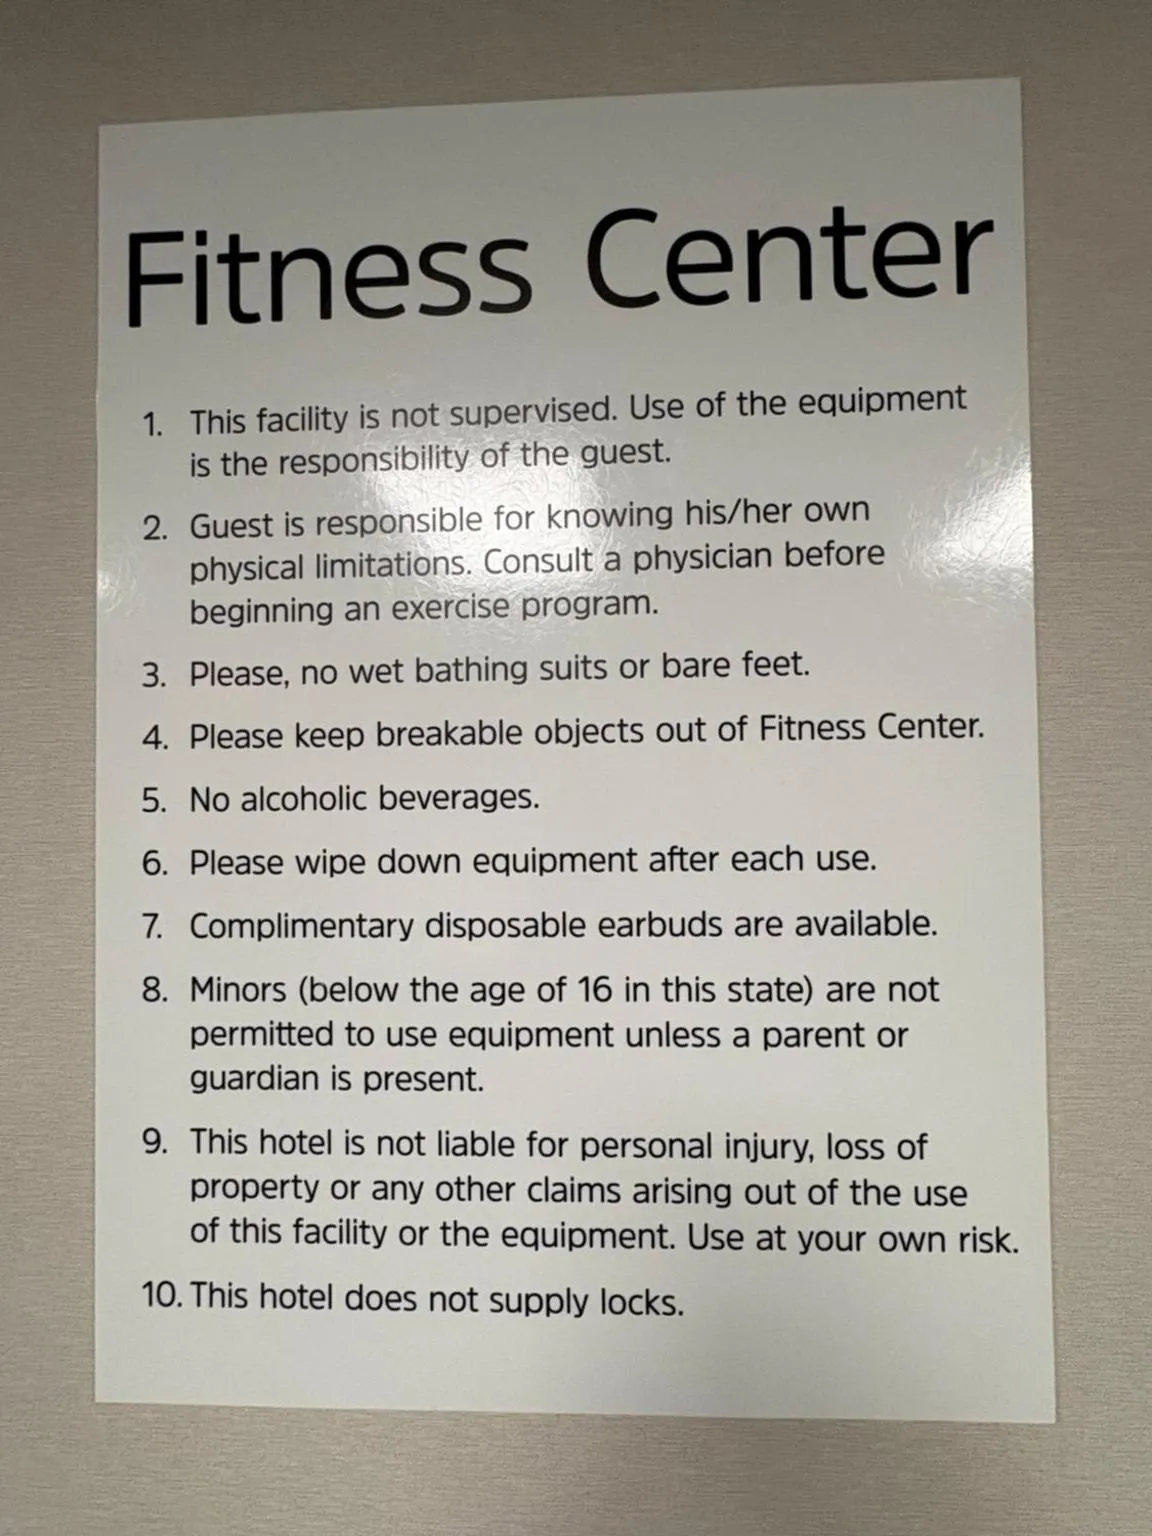 Fitness Center
1. This facility is not supervised. Use of the equipment
is the responsibility of the guest.
2. Guest is responsible for knowing his/her own
physical limitations. Consult a physician before
beginning an exercise program.
3. Please, no wet bathing suits or bare feet.
4. Please keep breakable objects out of Fitness Center.
5. No alcoholic beverages.
6. Please wipe down equipment after each use.
7. Complimentary disposable earbuds are available.
8. Minors (below the age of 16 in this state) are not
permitted to use equipment unless a parent or
guardian is present.
9. This hotel is not liable for personal injury, loss of
property or any other claims arising out of the use
of this facility or the equipment. Use at your own risk.
10. This hotel does not supply locks.